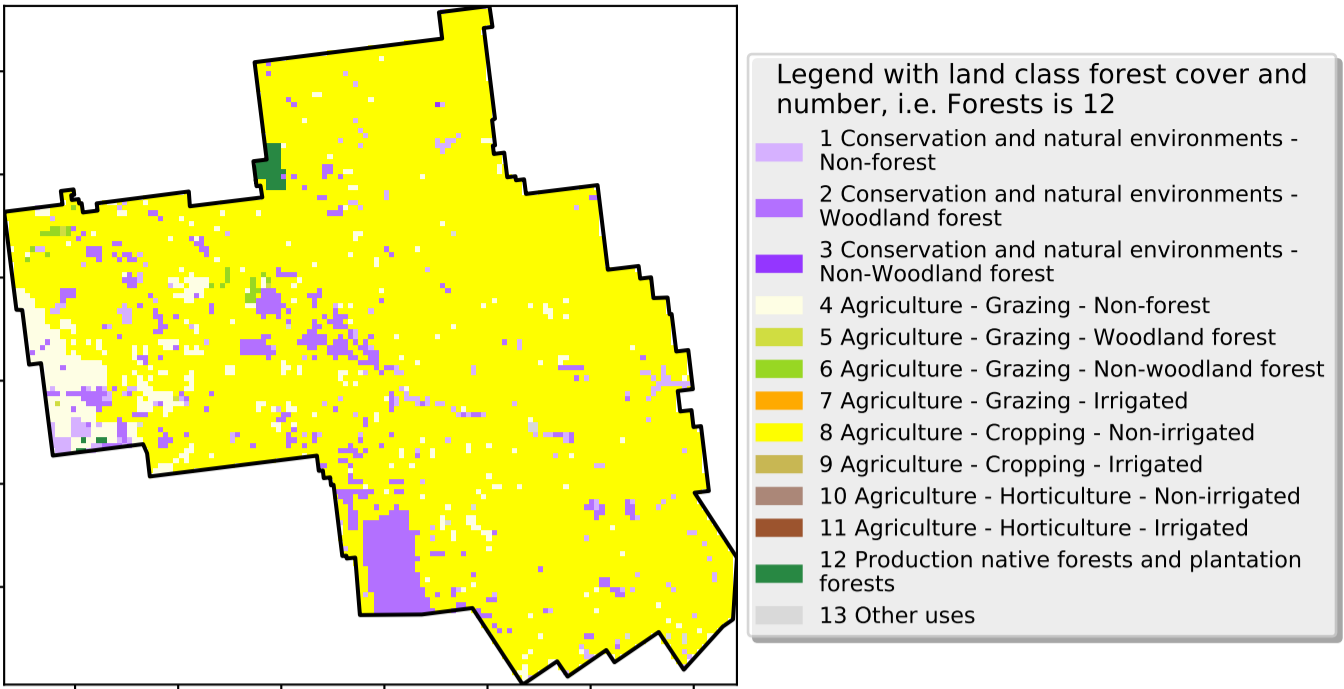 Legend with land class forest cover and
number, i.e. Forests is 12
1 Conservation and natural environments -
Non-forest
2 Conservation and natural environments -
Woodland forest
3 Conservation and natural environments -
Non-Woodland forest
4 Agriculture - Grazing - Non-forest
5 Agriculture - Grazing - Woodland forest
6 Agriculture - Grazing - Non-woodland forest
7 Agriculture - Grazing - Irrigated
8 Agriculture - Cropping - Non-irrigated
9 Agriculture - Cropping - Irrigated
10 Agriculture - Horticulture - Non-irrigated
11 Agriculture - Horticulture - Irrigated
12 Production native forests and plantation
forests
13 Other uses